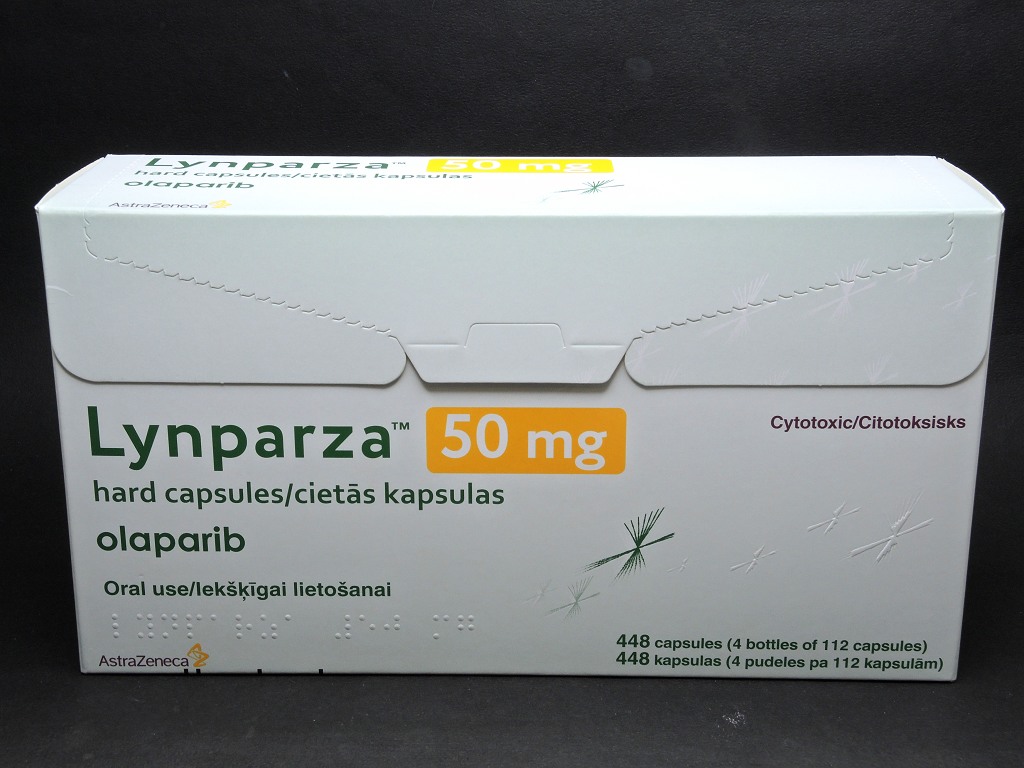 Lynparza™ 50 mg
hard capsules/cietās kapsulas
olaparib
AstraZeneca
Lynparza™ 50 mg
Cytotoxic/Citotoksisks
hard capsules/cietās kapsulas
olaparib
Oral use/Iekšķīgai lietošanai
448 capsules (4 bottles of 112 capsules)
448 kapsulas (4 pudeles pa 112 kapsulām)
AstraZeneca